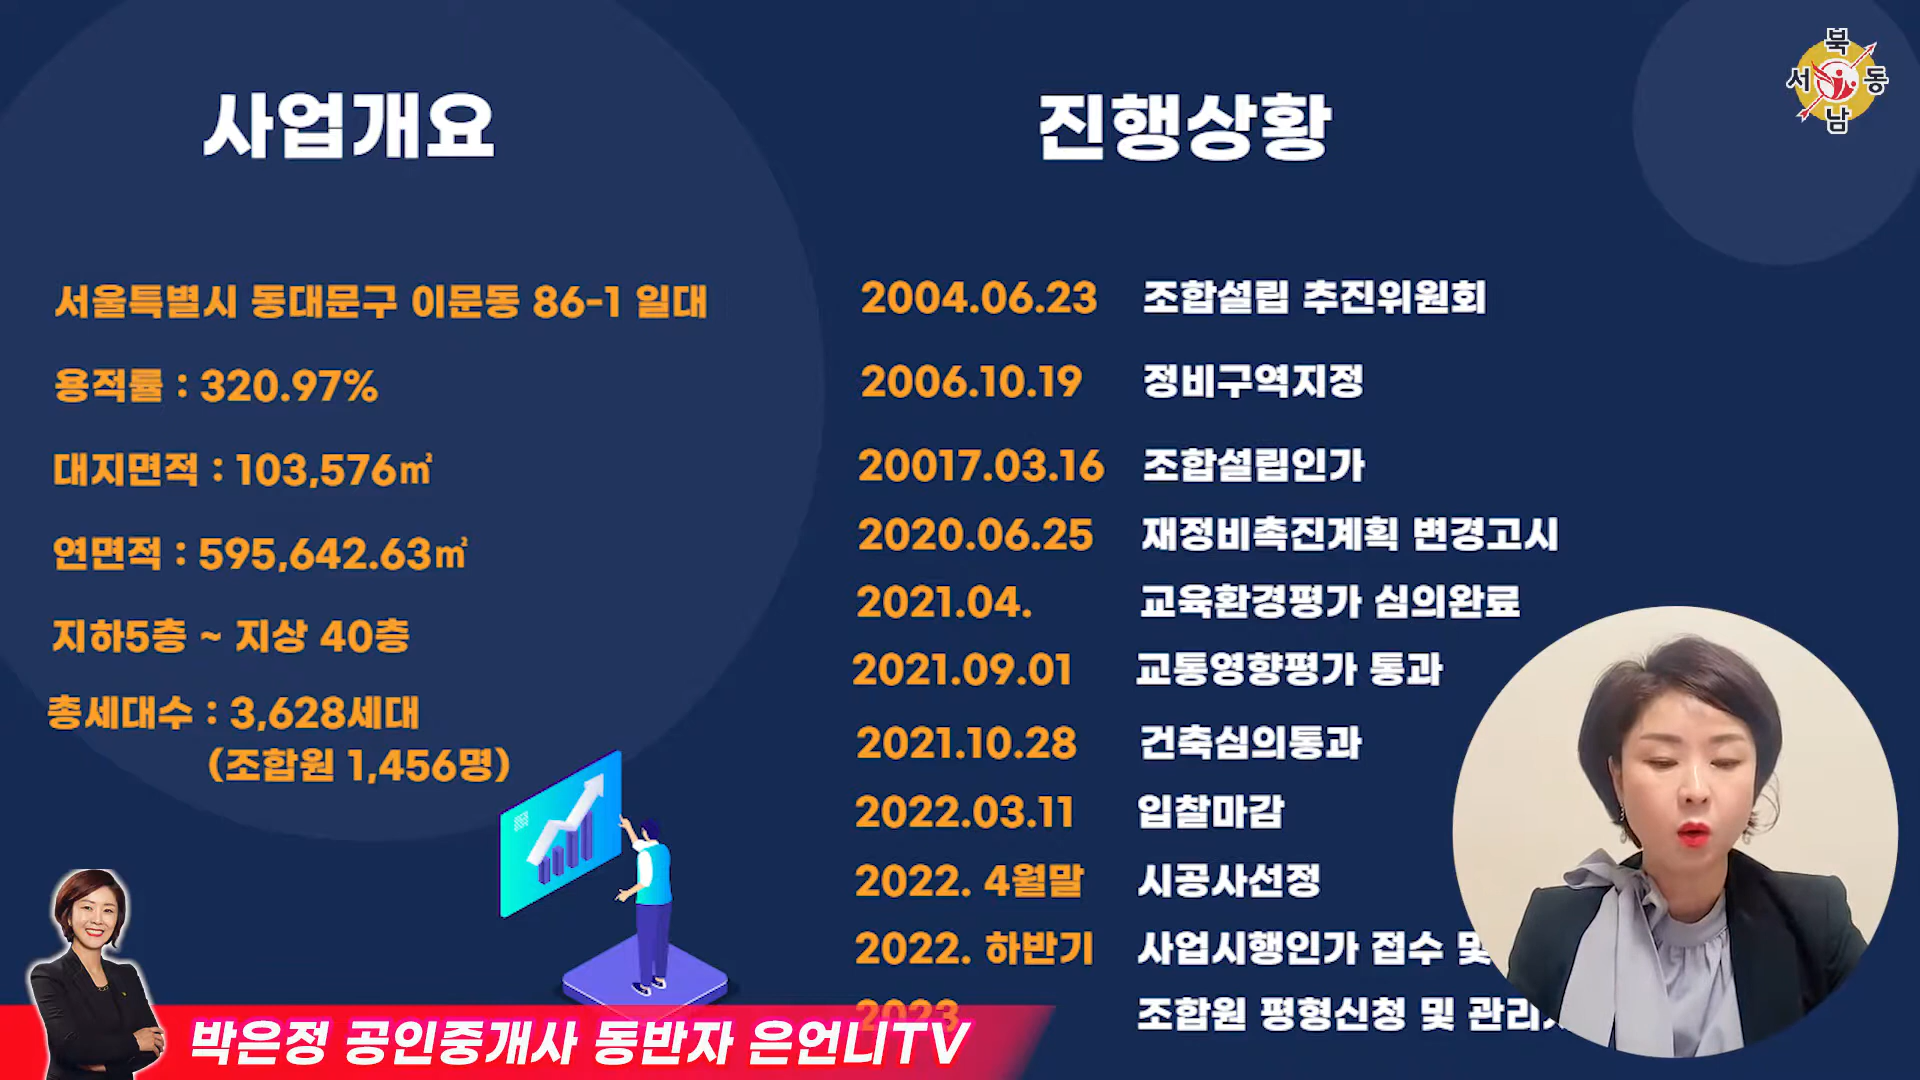 북
서 동
남
사업개요
서울특별시 동대문구 이문동 86-1 일대
용적률 : 320.97%
대지면적 : 103,576㎡
연면적 : 595,642.63㎡
지하5층 ~ 지상 40층
총세대수 : 3,628세대
(조합원 1,456명)
진행상황
2004.06.23 조합설립 추진위원회
2006.10.19 정비구역지정
20017.03.16 조합설립인가
2020.06.25 재정비촉진계획 변경고시
2021.04. 교육환경평가 심의완료
2021.09.01 교통영향평가 통과
2021.10.28 건축심의통과
2022.03.11 입찰마감
2022. 4월말 시공사선정
2022. 하반기 사업시행인가 접수 및
2023 조합원 평형신청 및 관리
박은정 공인중개사 동반자 은언니TV